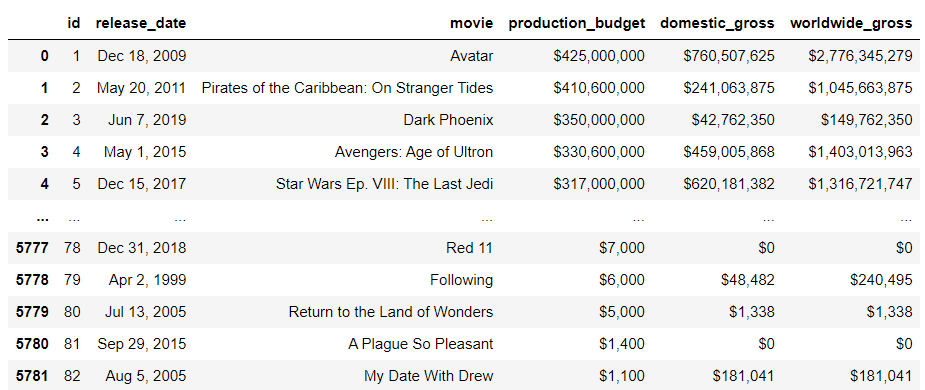 id release_date movie production_budget domestic_gross worldwide_gross
0 1 Dec 18, 2009 Avatar $425,000,000 $760,507,625 $2,776,345,279
1 2 May 20, 2011 Pirates of the Caribbean: On Stranger Tides $410,600,000 $241,063,875 $1,045,663,875
2 3 Jun 7, 2019 Dark Phoenix $350,000,000 $42,762,350 $149,762,350
3 4 May 1, 2015 Avengers: Age of Ultron $330,600,000 $459,005,868 $1,403,013,963
4 5 Dec 15, 2017 Star Wars Ep. VIII: The Last Jedi $317,000,000 $620,181,382 $1,316,721,747
... ... ... ... ... ... ...
5777 78 Dec 31, 2018 Red 11 $7,000 $0 $0
5778 79 Apr 2, 1999 Following $6,000 $48,482 $240,495
5779 80 Jul 13, 2005 Return to the Land of Wonders $5,000 $1,338 $1,338
5780 81 Sep 29, 2015 A Plague So Pleasant $1,400 $0 $0
5781 82 Aug 5, 2005 My Date With Drew $1,100 $181,041 $181,041